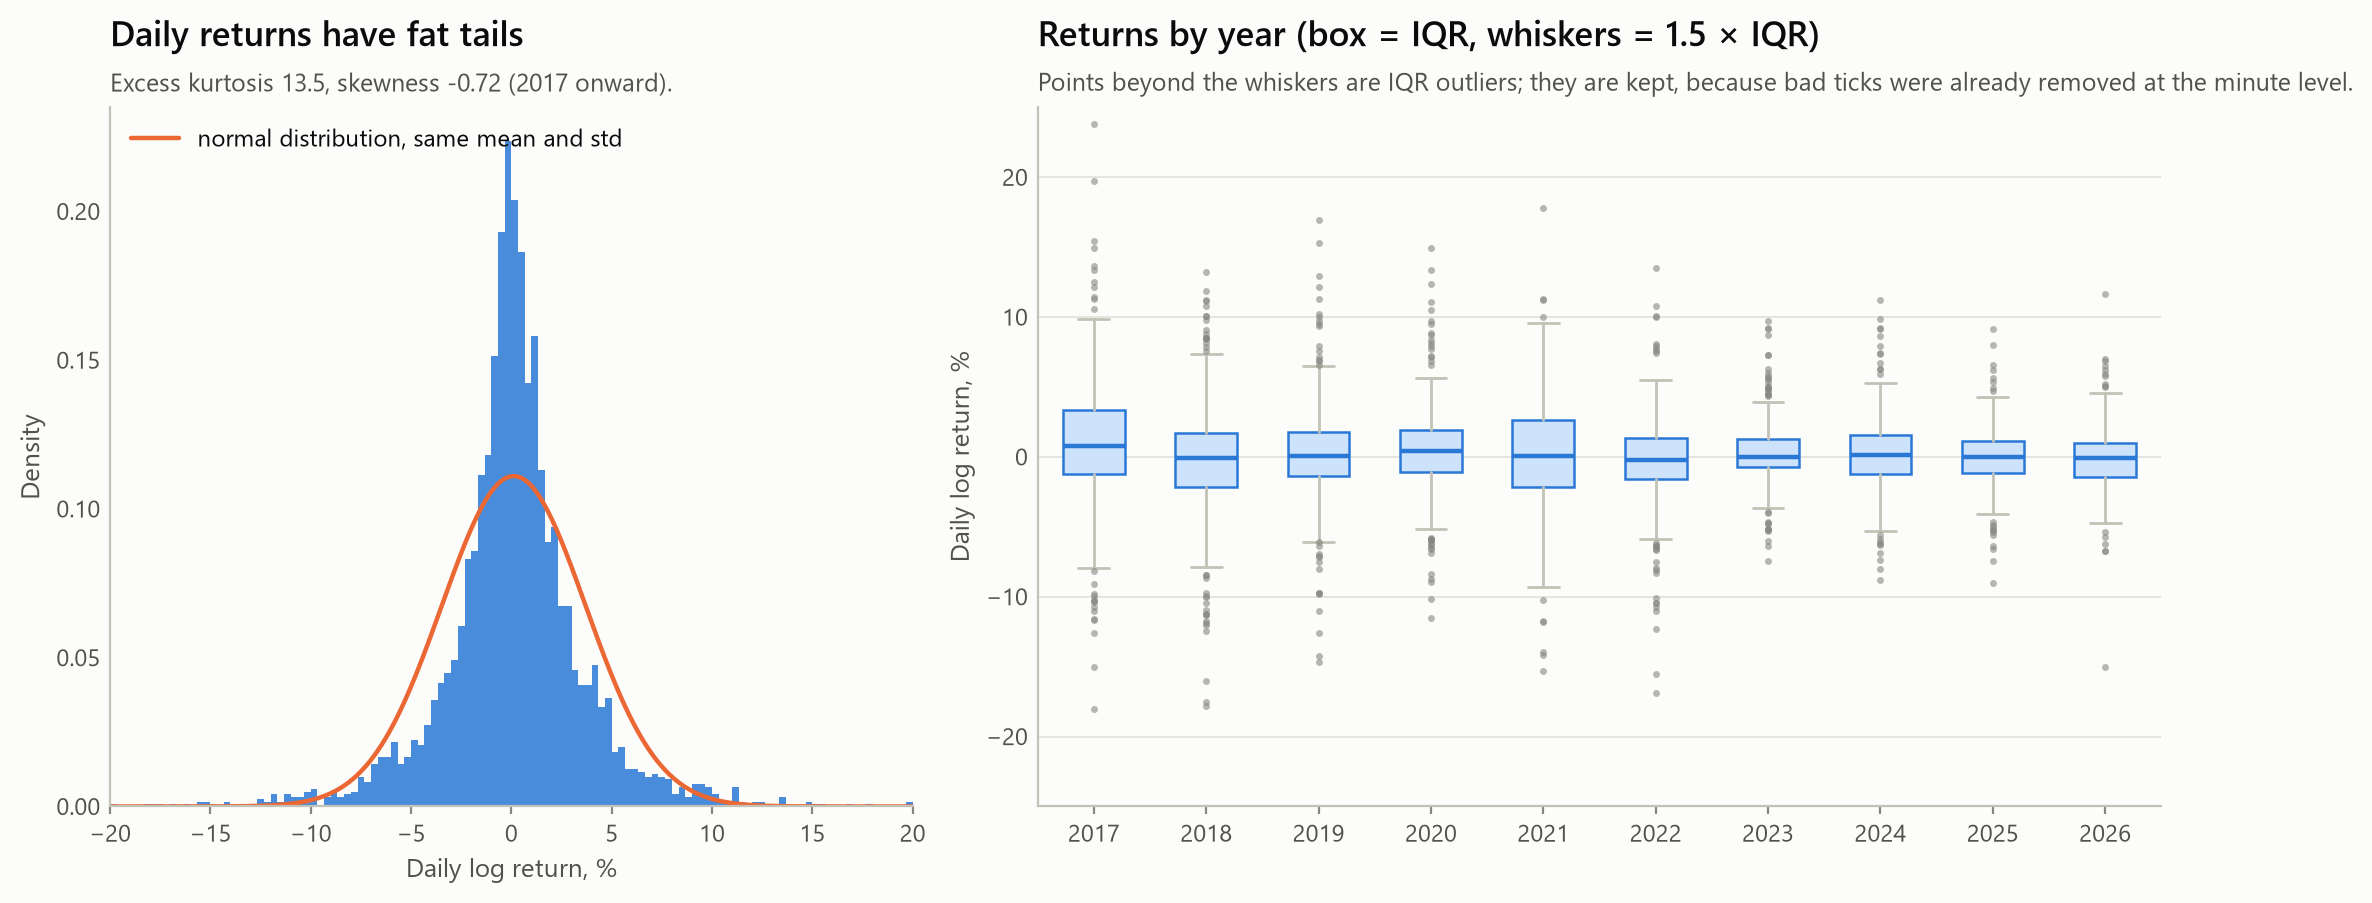 Daily returns have fat tails
Excess kurtosis 13.5, skewness -0.72 (2017 onward).
normal distribution, same mean and std
Density
0.20
0.15
0.10
0.05
0.00
−20 −15 −10 −5 0 5 10 15 20
Daily log return, %
Returns by year (box = IQR, whiskers = 1.5 × IQR)
Points beyond the whiskers are IQR outliers; they are kept, because bad ticks were already removed at the minute level.
Daily log return, %
20
10
0
−10
−20
2017 2018 2019 2020 2021 2022 2023 2024 2025 2026